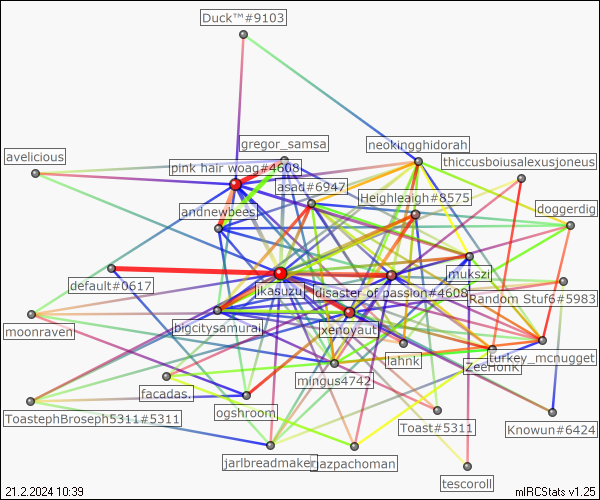 Duck™#9103
gregor_samsa
neokingghidorah
avelicious
thiccusboiusalexusjoneus
pink hair woag#4608
asad#6947
Heighleaigh#8575
andnewbees
doggerdig
mukszi
default#0617
ikasuzu
disaster of passion#4608
Random Stuf6#5983
moonraven
bigcitysamurai
xenoyaut
turkey_mcnugget
lahnk
ZeeHonk
mingus4742
facadas.
ogshroom
ToastephBroseph5311#5311
Toast#5311
Knowun#6424
jarlbreadmaker
jazpachoman
tescoroll
21.2.2024 10:39
mIRCStats v1.25